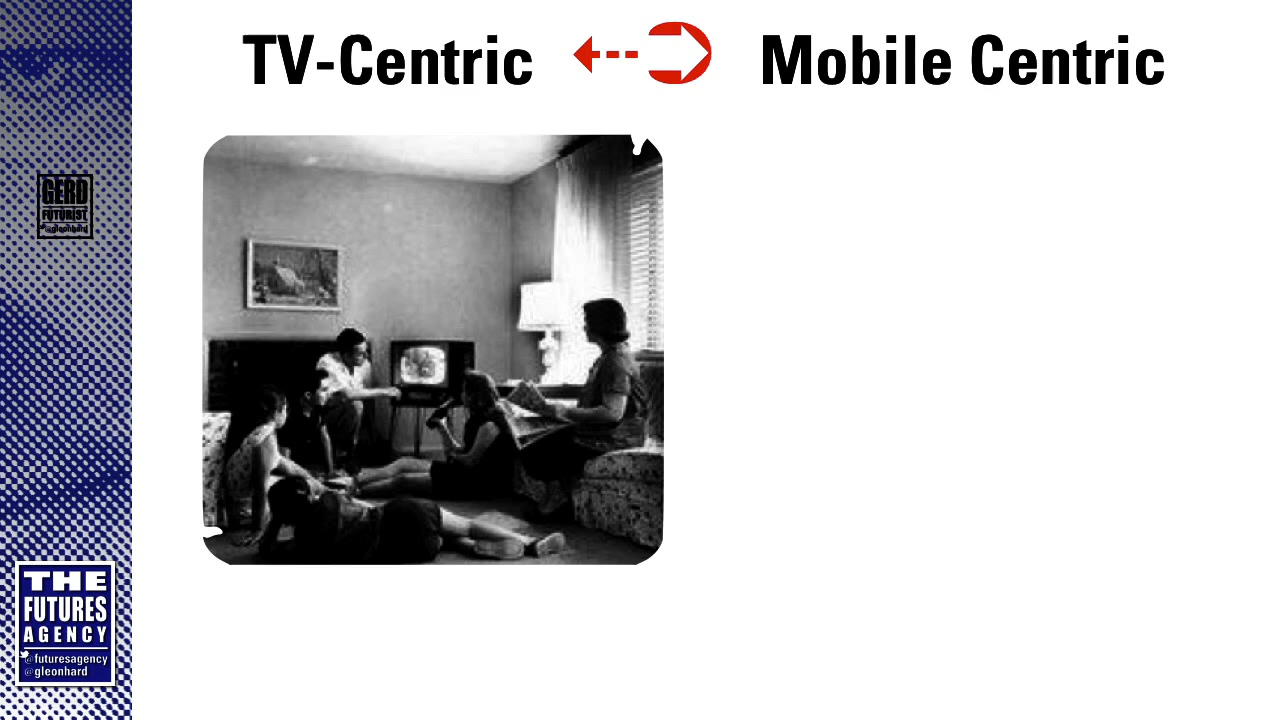 TV-Centric Mobile Centric
GERD
FUTURIST
@gleonhard
THE
FUTURES
AGENCY
@futuresagency
@gleonhard